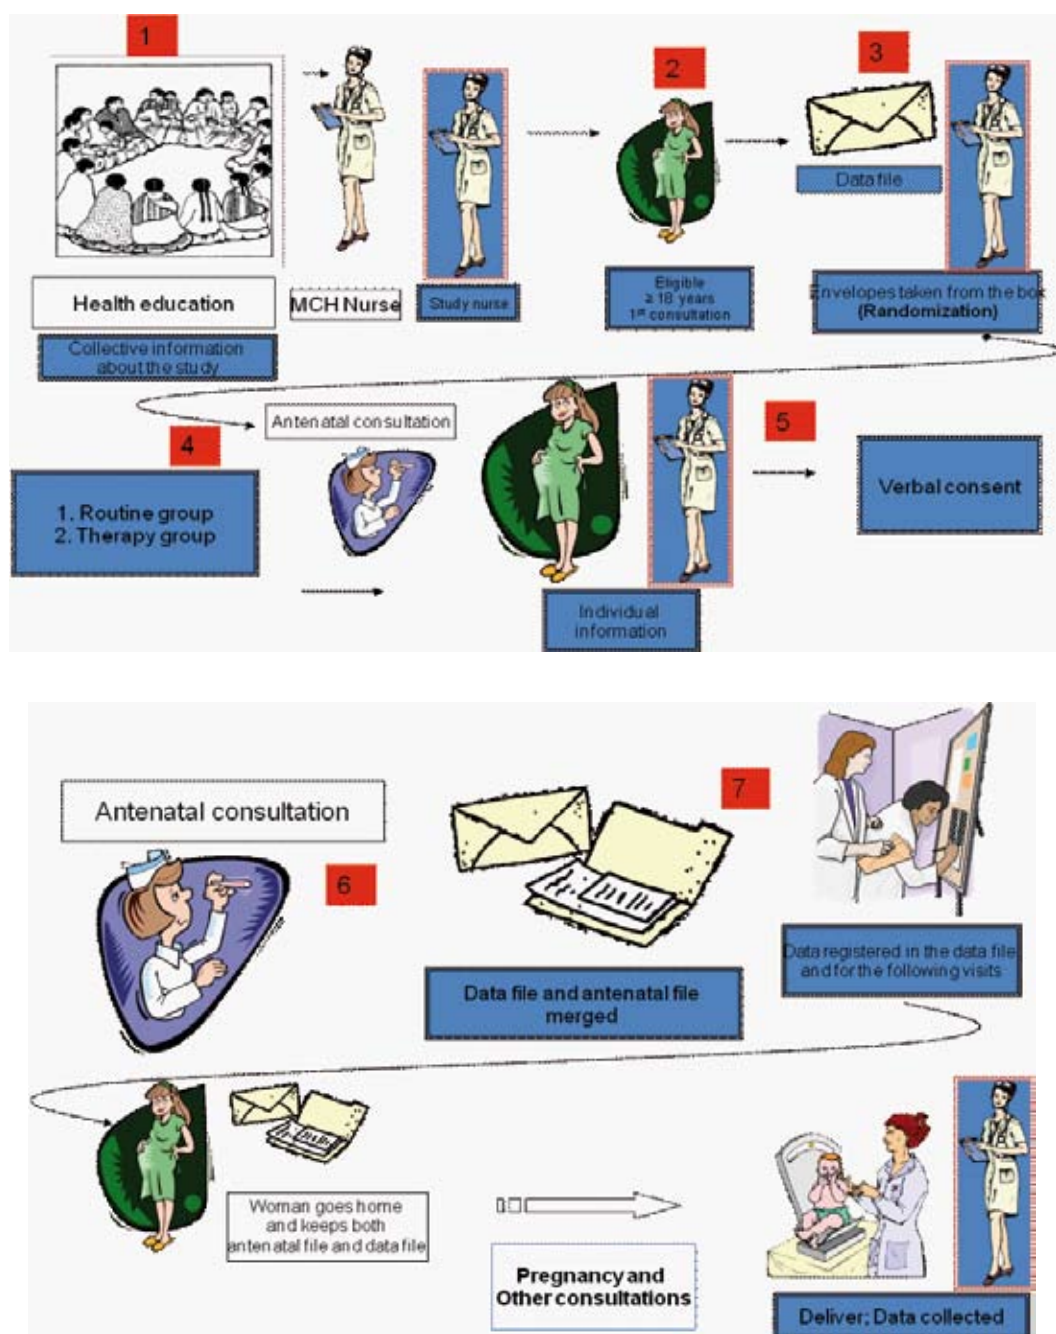 1
2
3
Data file
Health education
MCH Nurse
Study nurse
Eligible
≥ 18 years
1st consultation
Envelopes taken from the box
(Randomization)
Collective information
about the study
4
Antenatal consultation
5
1. Routine group
2. Therapy group
Verbal consent
Individual
information
Antenatal consultation
6
7
Data file and antenatal file
merged
Data registered in the data file
and for the following visits
Woman goes home
and keeps both
antenatal file and data file
Pregnancy and
Other consultations
Deliver; Data collected